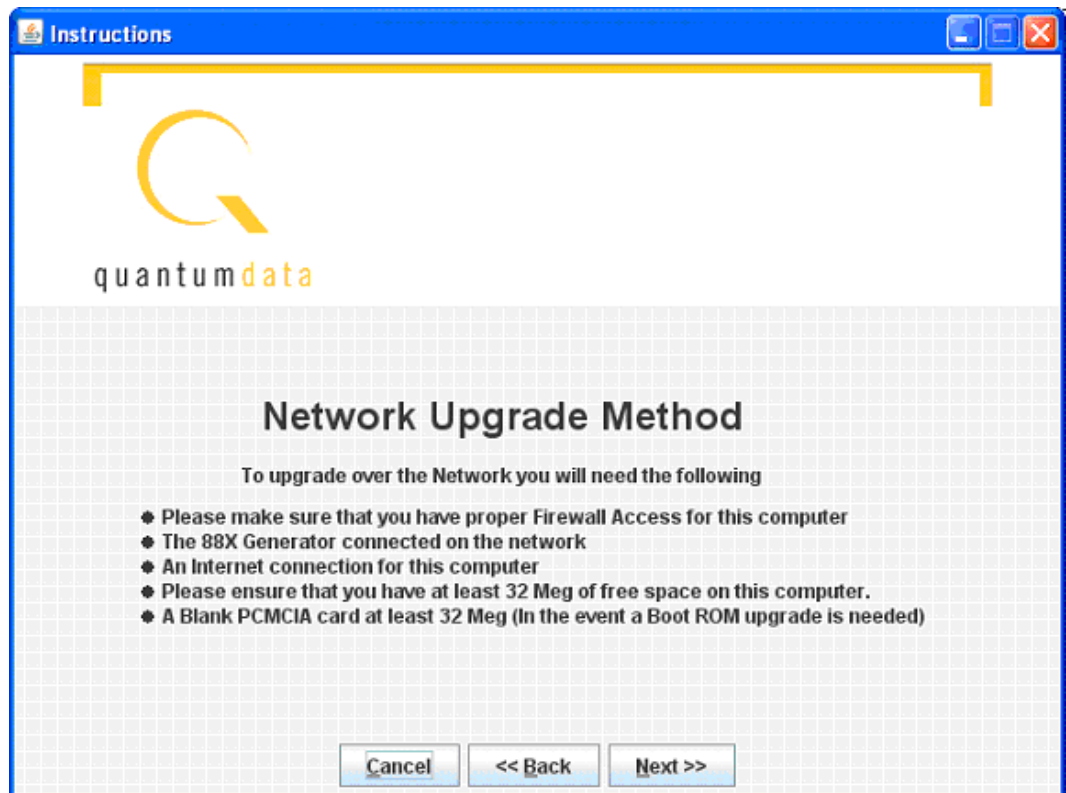 Instructions
quantumdata
Network Upgrade Method
To upgrade over the Network you will need the following
Please make sure that you have proper Firewall Access for this computer
The 88X Generator connected on the network
An Internet connection for this computer
Please ensure that you have at least 32 Meg of free space on this computer.
A Blank PCMCIA card at least 32 Meg (In the event a Boot ROM upgrade is needed)
Cancel << Back Next >>